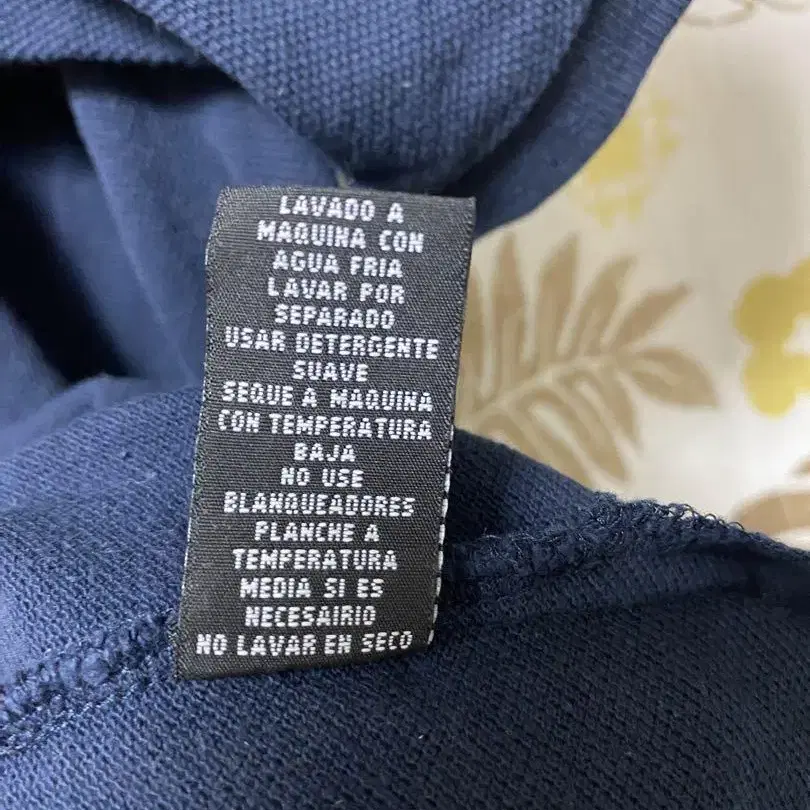 LAVADO A
MAQUINA CON
AGUA FRIA
LAVAR POR
SEPARADO
USAR DETERGENTE
SUAVE
SEQUE A MAQUINA
CON TEMPERATURA
BAJA
NO USE
BLANQUEADORES
PLANCHE A
TEMPERATURA
MEDIA SI ES
NECESAIRIO
NO LAVAR EN SECO